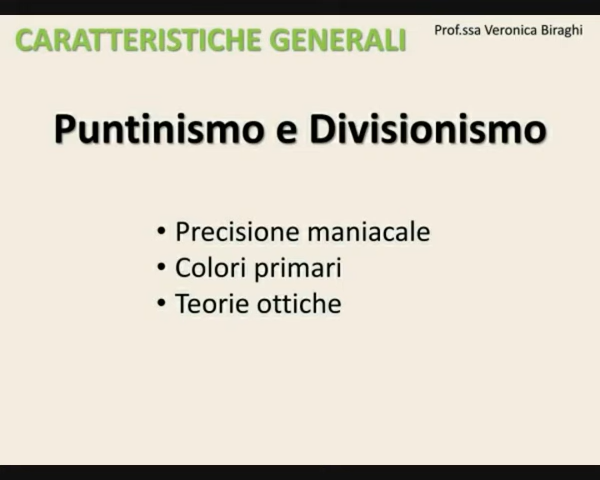 CARATTERISTICHE GENERALI
Prof.ssa Veronica Biraghi
Puntinismo e Divisionismo
• Precisione maniacale
• Colori primari
• Teorie ottiche